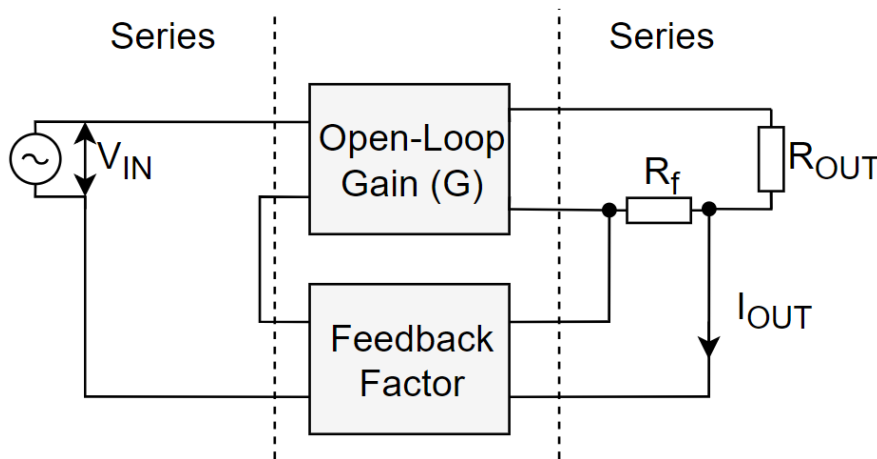 Series
Series
Open-Loop
Gain (G)
V_IN
R_f
R_OUT
I_OUT
Feedback
Factor